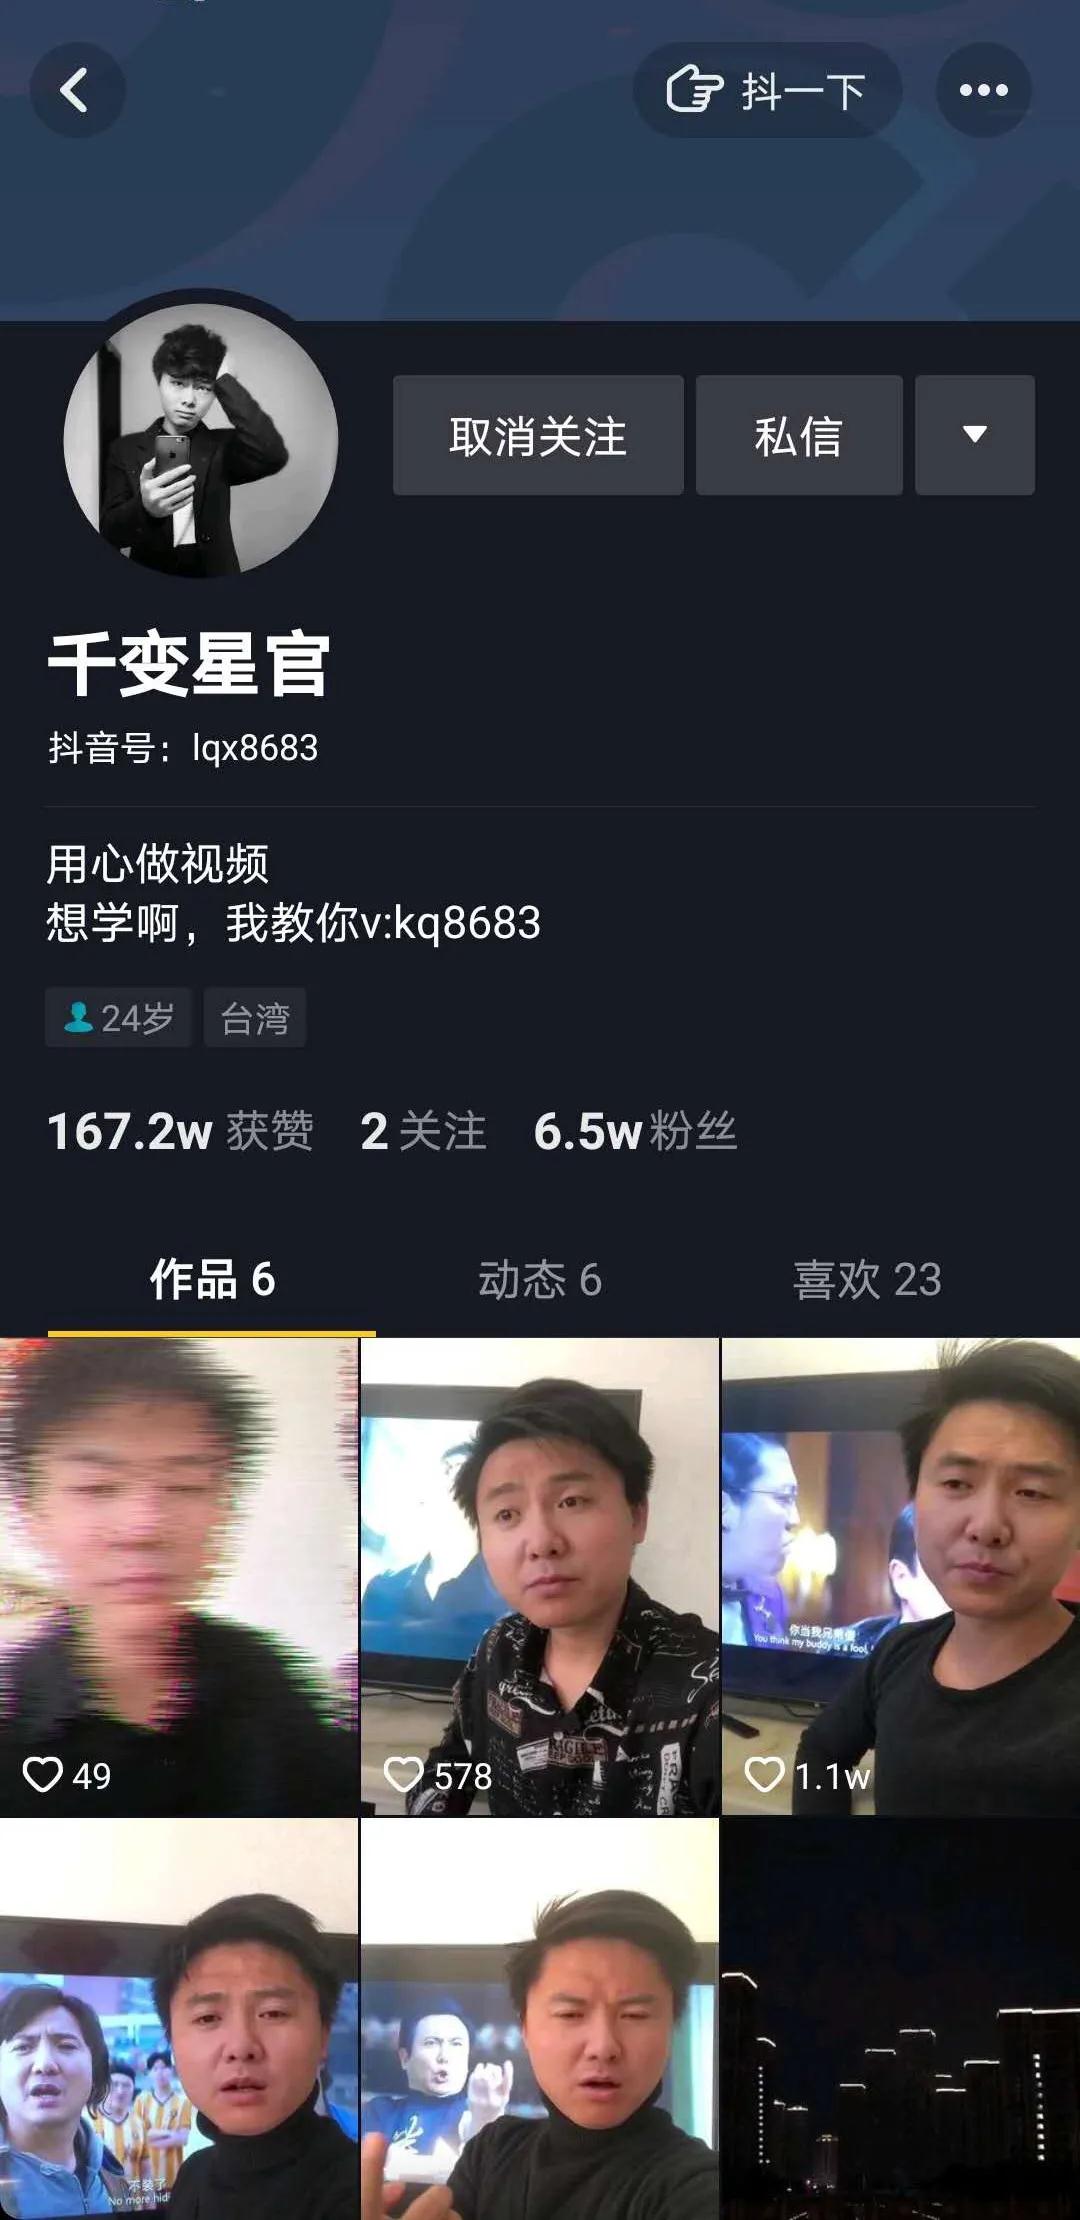 抖一下
取消关注 私信
千变星官
抖音号：lqx8683
用心做视频
想学啊，我教你v:kq8683
24岁 台湾
167.2w 获赞 2 关注 6.5w 粉丝
作品 6 动态 6 喜欢 23
你当我兄弟傻
You think my buddy is a fool,
49 578 1.1w
不装了
No more hidi